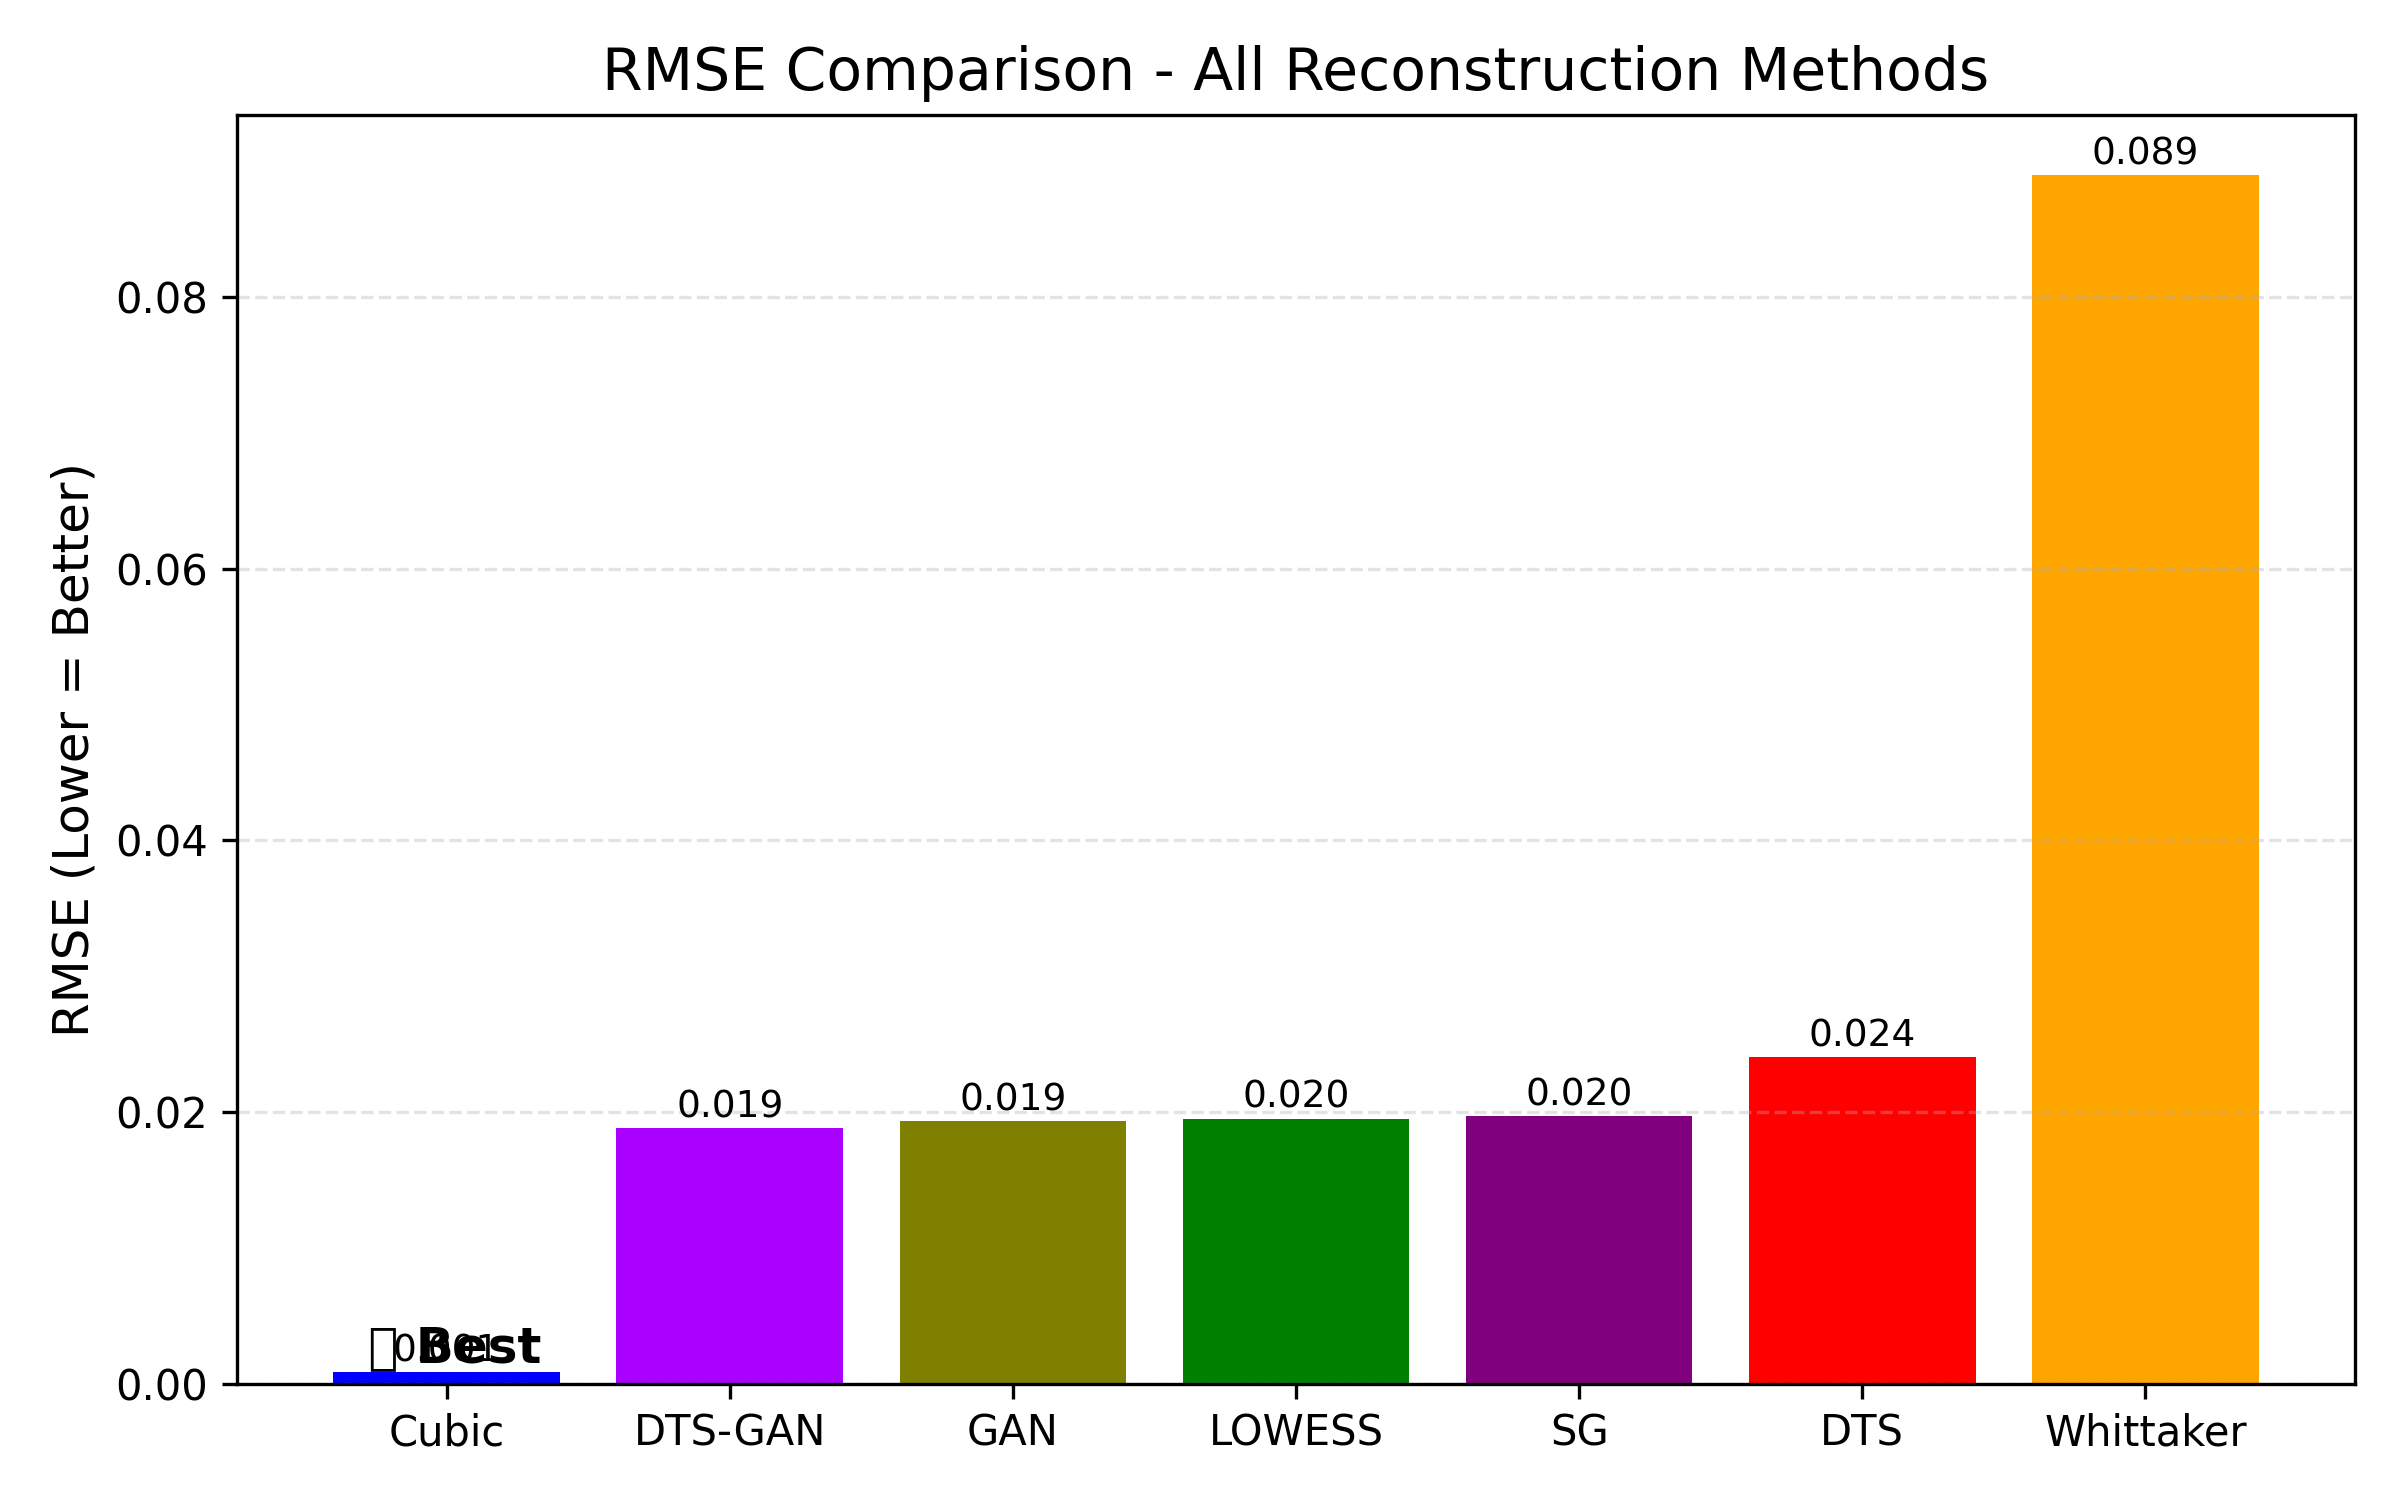 RMSE Comparison - All Reconstruction Methods
RMSE (Lower = Better)
0.08
0.06
0.04
0.02
0.00
Best
0.019
0.019
0.020
0.020
0.024
0.089
Cubic
DTS-GAN
GAN
LOWESS
SG
DTS
Whittaker